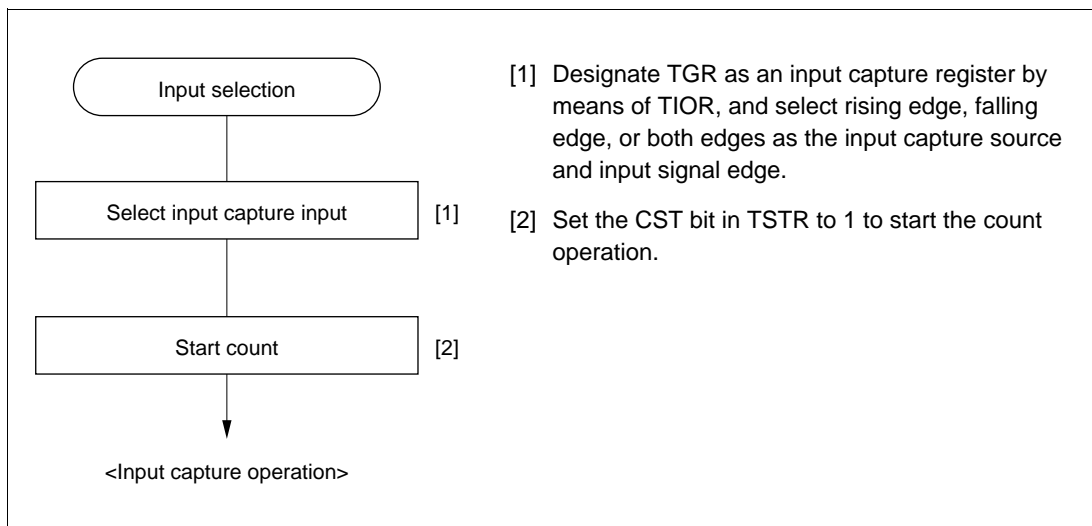 Input selection
Select input capture input
[1]
Start count
[2]
<Input capture operation>
[1] Designate TGR as an input capture register by
means of TIOR, and select rising edge, falling
edge, or both edges as the input capture source
and input signal edge.
[2] Set the CST bit in TSTR to 1 to start the count
operation.